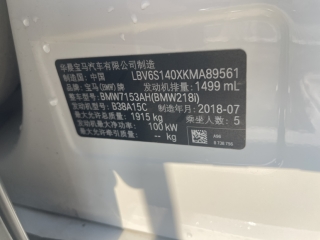 华晨宝马汽车有限公司制造
制造国：中国 LBV6S140XKMA89561
品牌：宝马(BMW)牌 发动机排量：1499 mL
整车型号：BMW7153AH(BMW218i)
发动机型号：B38A15C 制造年月：2018-07
最大允许总质量：1915 kg 乘坐人数：5
发动机最大净功率：100 kW